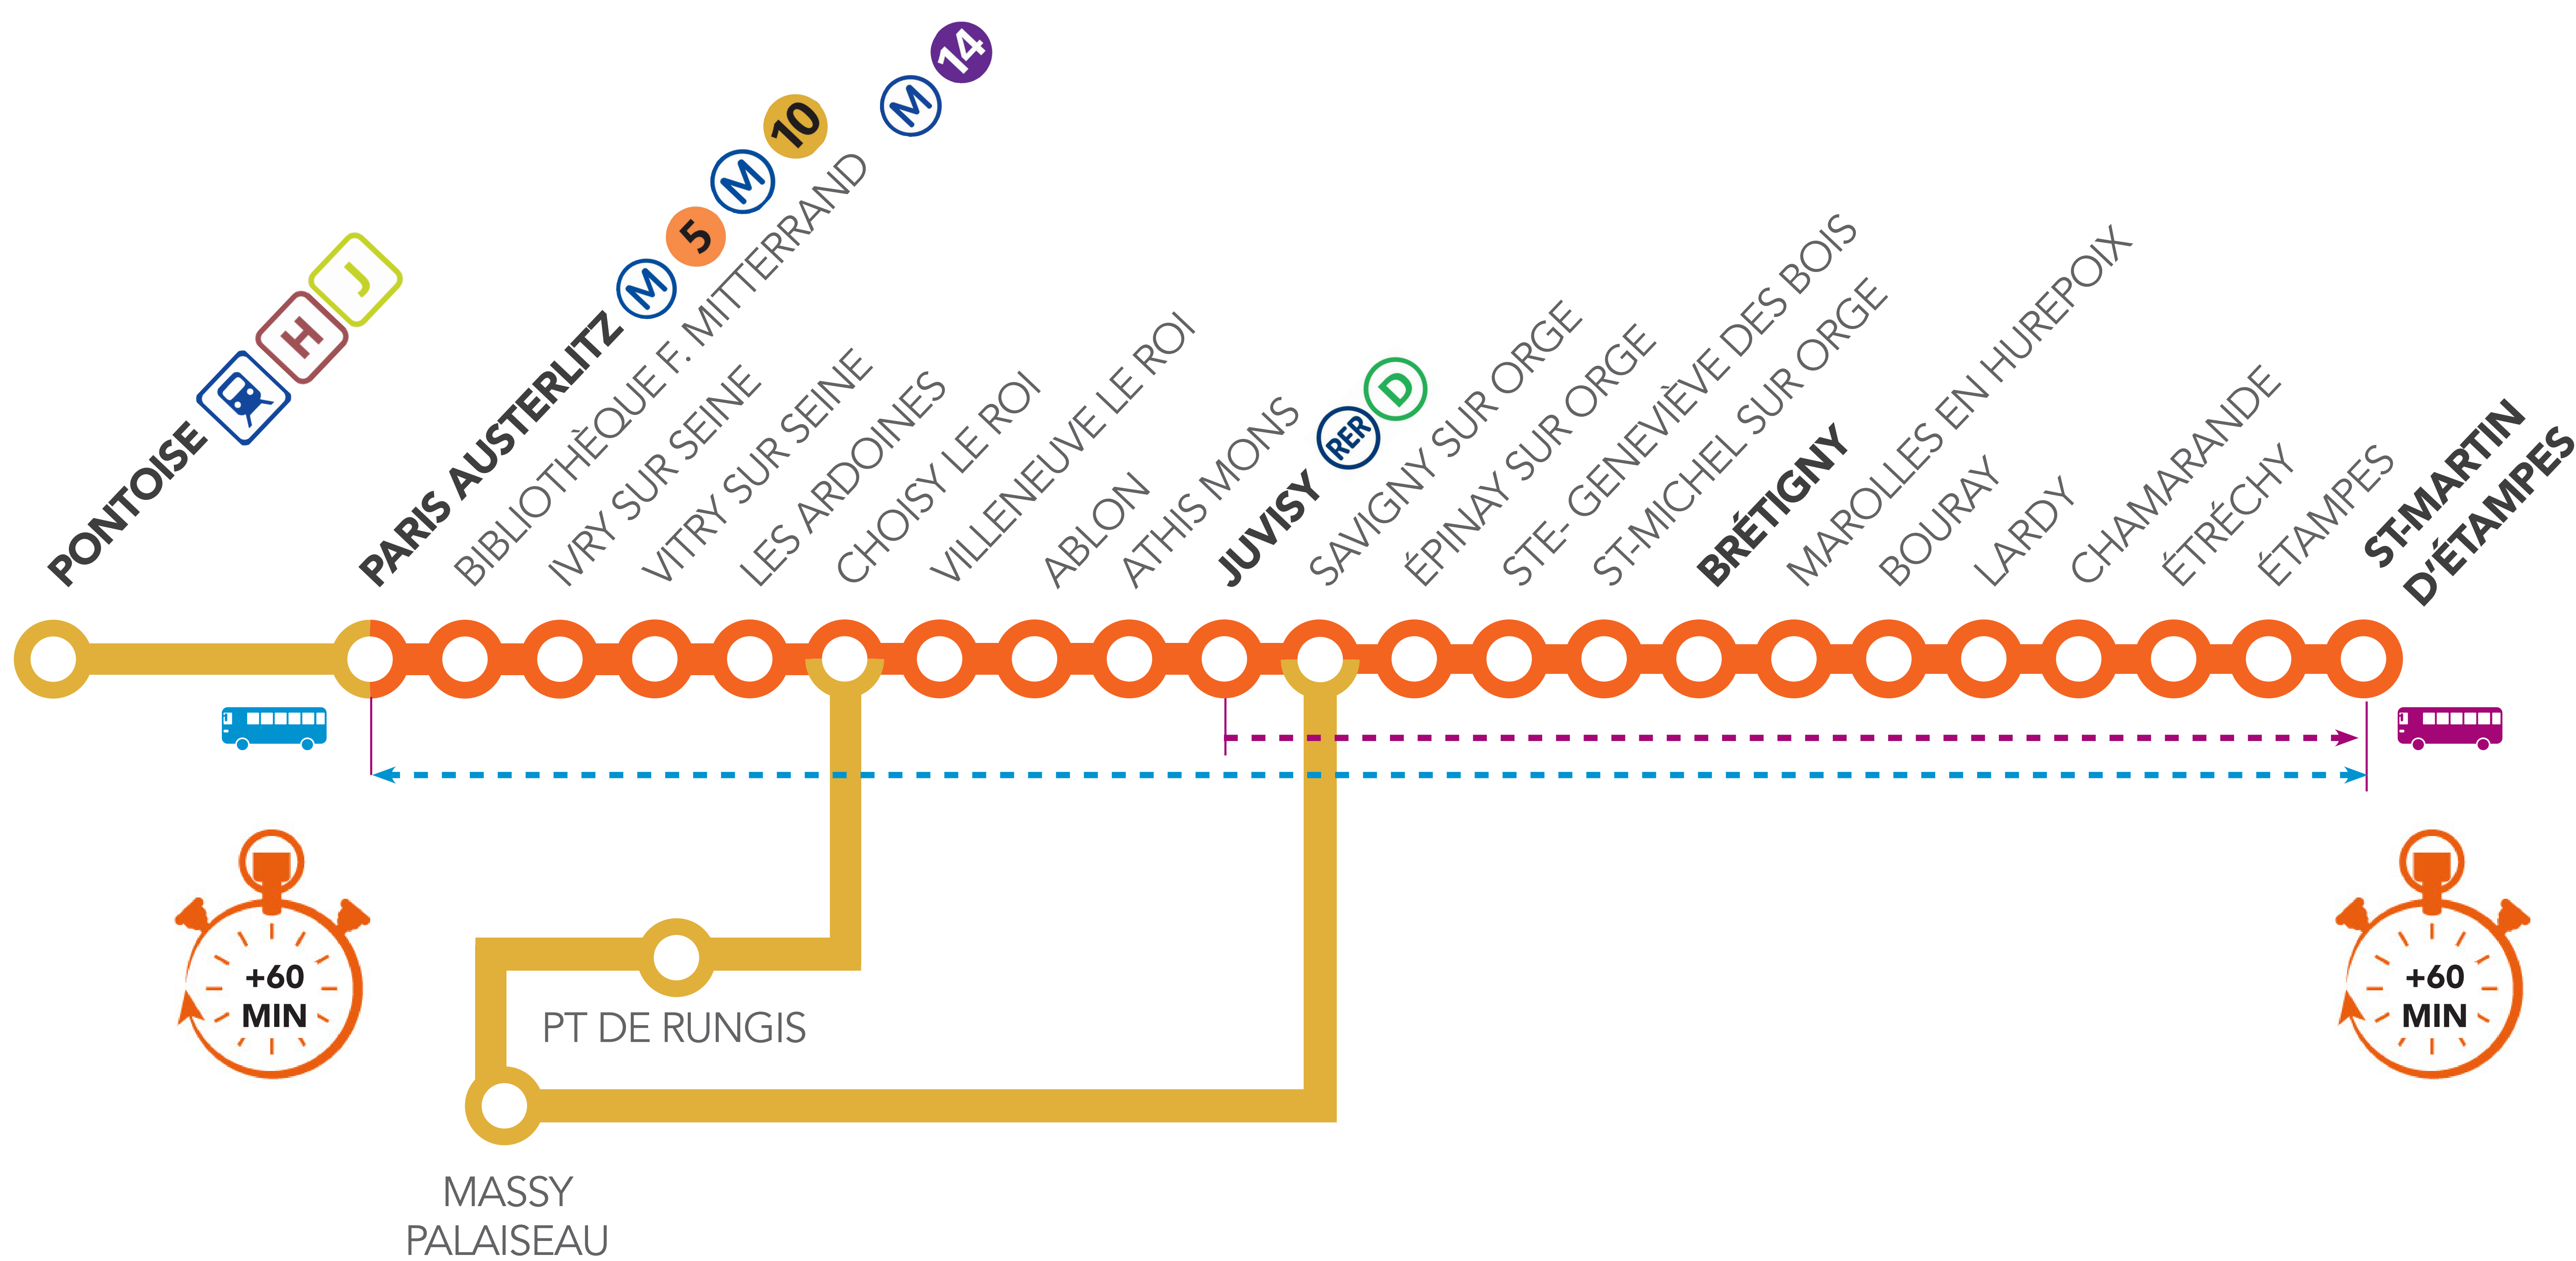 PONTOISE H J
PARIS AUSTERLITZ M 5 M 10
BIBLIOTHÈQUE F. MITTERRAND M 14
IVRY SUR SEINE
VITRY SUR SEINE
LES ARDOINES
CHOISY LE ROI
VILLENEUVE LE ROI
ABLON
ATHIS MONS
JUVISY RER D
SAVIGNY SUR ORGE
ÉPINAY SUR ORGE
STE- GENEVIÈVE DES BOIS
ST-MICHEL SUR ORGE
BRÉTIGNY
MAROLLES EN HUREPOIX
BOURAY
LARDY
CHAMARANDE
ÉTRÉCHY
ÉTAMPES
ST-MARTIN
D'ÉTAMPES
+60
MIN
+60
MIN
PT DE RUNGIS
MASSY
PALAISEAU